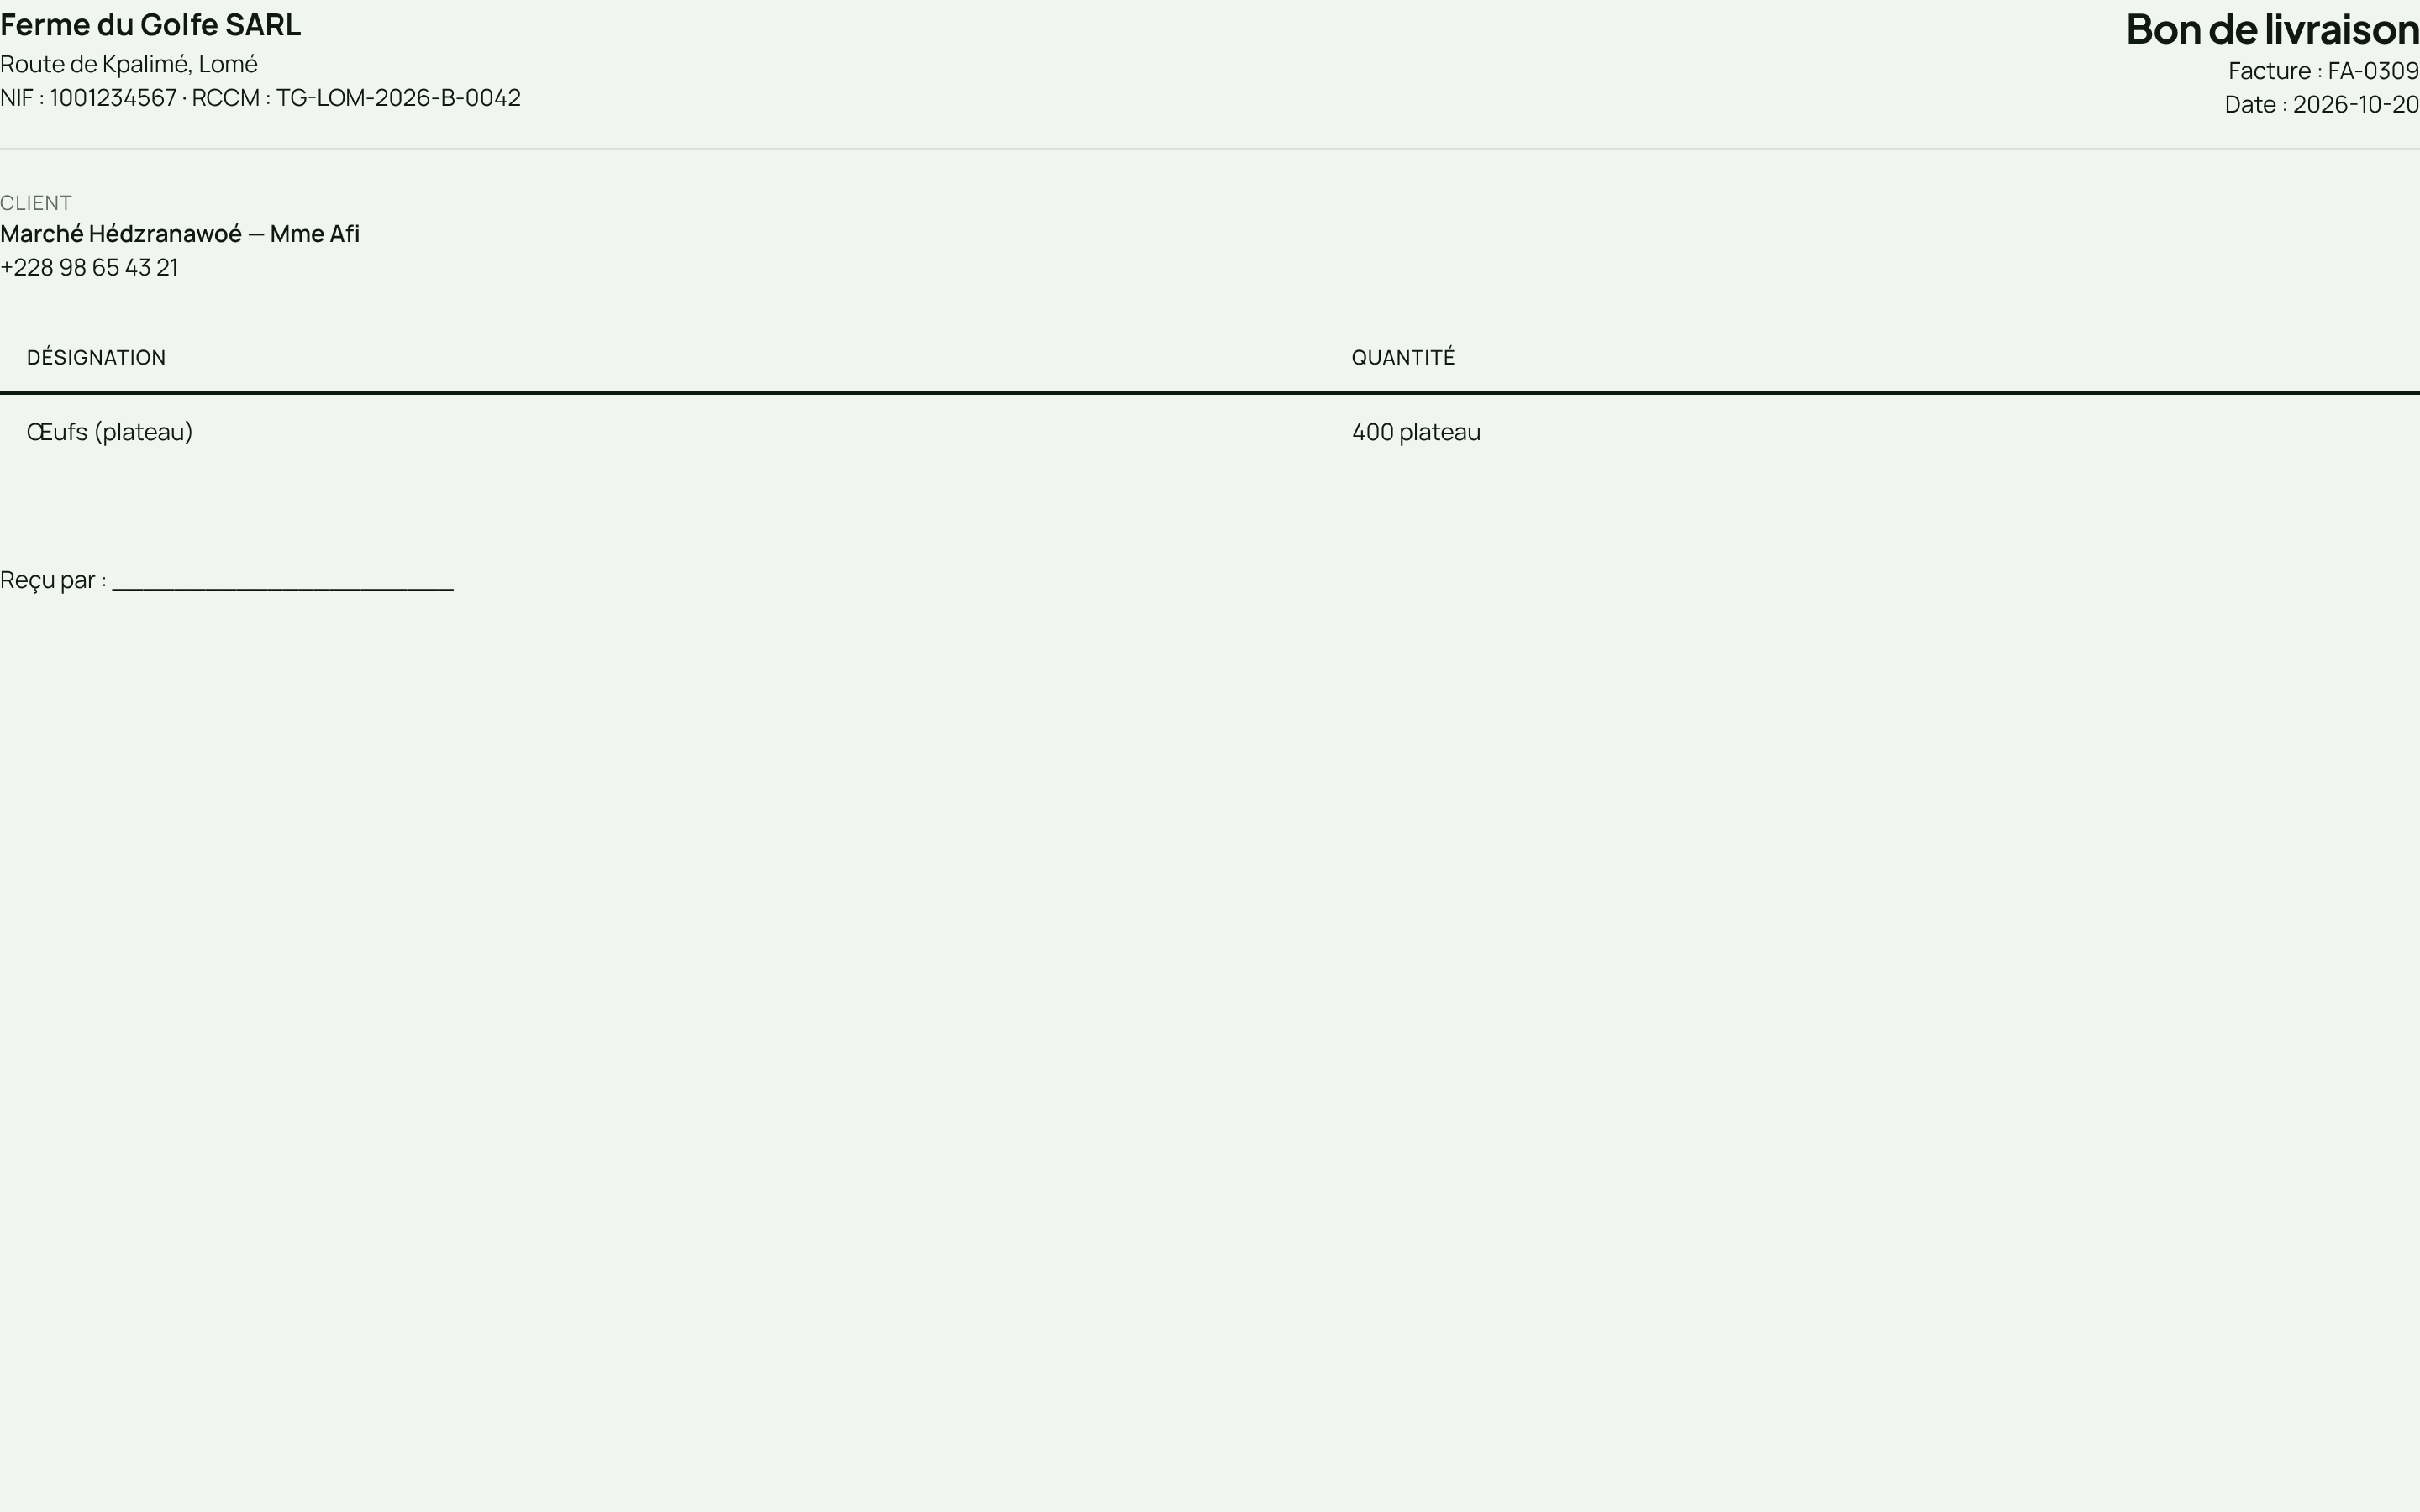 Ferme du Golfe SARL
Route de Kpalimé, Lomé
NIF : 1001234567 · RCCM : TG-LOM-2026-B-0042
Bon de livraison
Facture : FA-0309
Date : 2026-10-20
CLIENT
Marché Hédzranawoé — Mme Afi
+228 98 65 43 21
DÉSIGNATION QUANTITÉ
Œufs (plateau) 400 plateau
Reçu par : ______________________